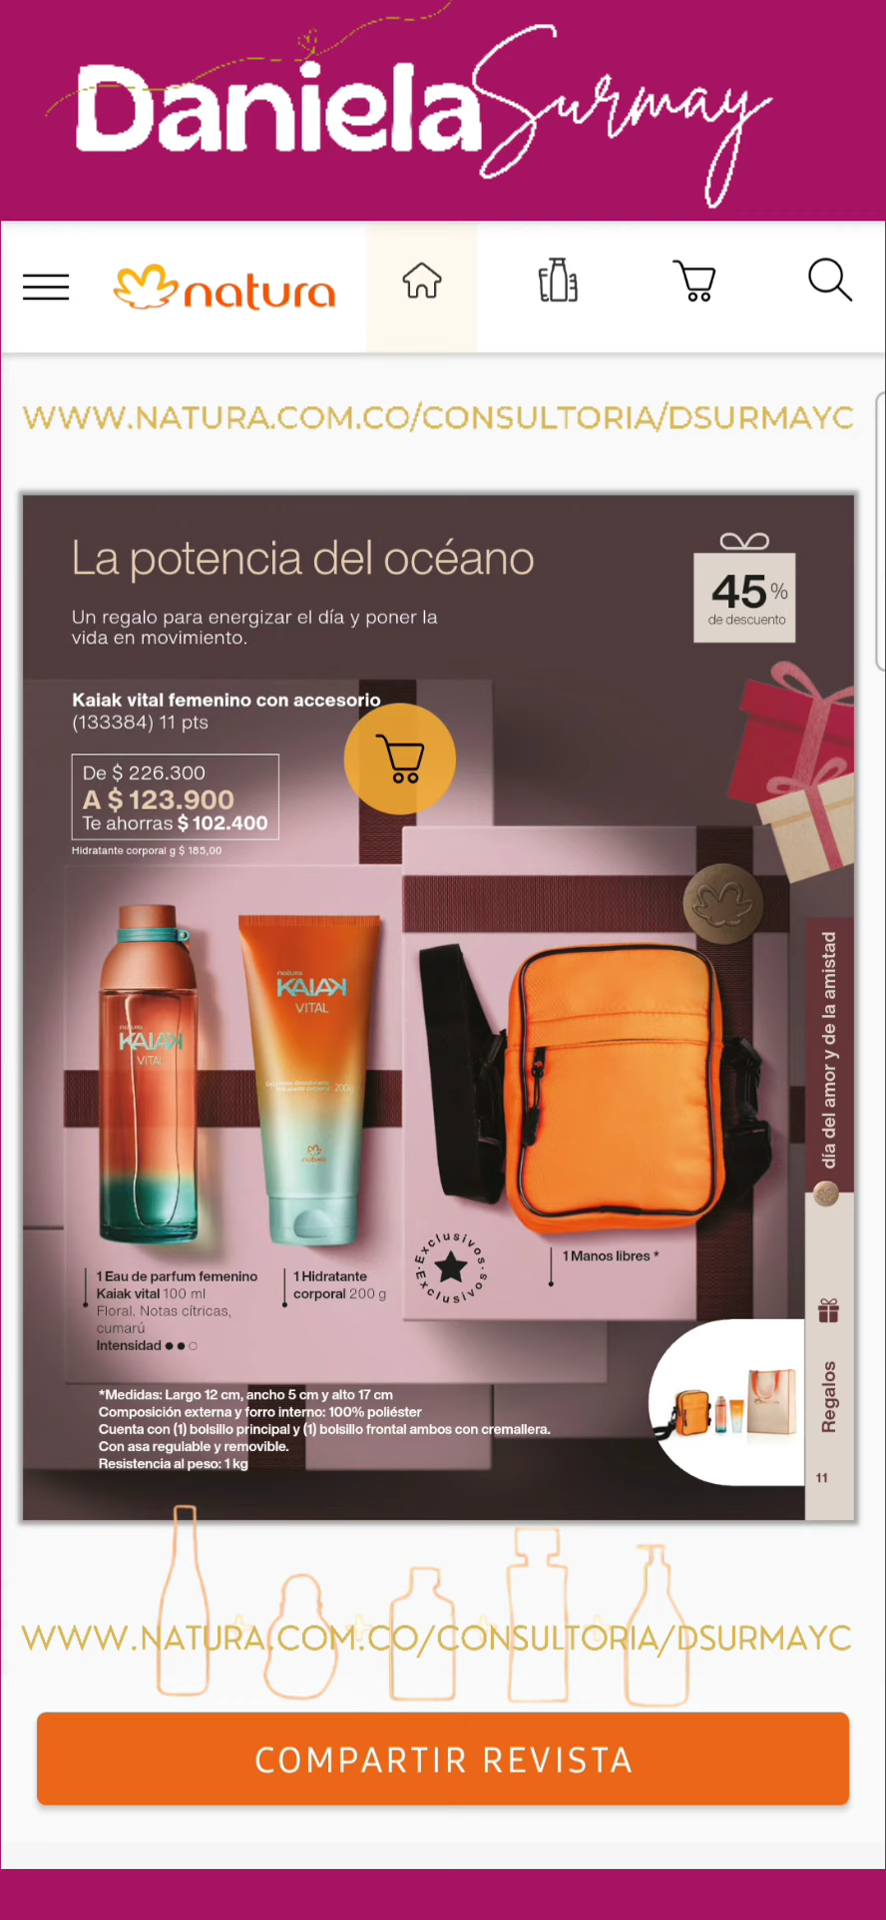 Daniela Surmay
natura
WWW.NATURA.COM.CO/CONSULTORIA/DSURMAYC
La potencia del océano
Un regalo para energizar el día y poner la
vida en movimiento.
45%
de descuento
Kaiak vital femenino con accesorio
(133384) 11 pts
De $ 226.300
A $ 123.900
Te ahorras $ 102.400
Hidratante corporal g $ 185,00
natura
KAIAK
VITAL
natura
KAIAK
VITAL
200g
natura
día del amor y de la amistad
·Exclusivos·Exclusivos
1 Eau de parfum femenino
Kaiak vital 100 ml
Floral. Notas cítricas,
cumarú
Intensidad
1 Hidratante
corporal 200 g
1 Manos libres *
*Medidas: Largo 12 cm, ancho 5 cm y alto 17 cm
Composición externa y forro interno: 100% poliéster
Cuenta con (1) bolsillo principal y (1) bolsillo frontal ambos con cremallera.
Con asa regulable y removible.
Resistencia al peso: 1 kg
Regalos
11
WWW.NATURA.COM.CO/CONSULTORIA/DSURMAYC
COMPARTIR REVISTA